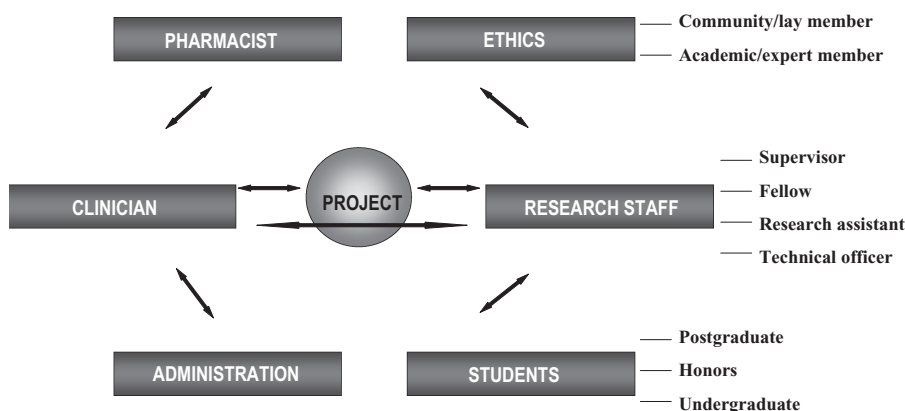 PHARMACIST
ETHICS
Community/lay member
Academic/expert member
CLINICIAN
PROJECT
RESEARCH STAFF
Supervisor
Fellow
Research assistant
Technical officer
ADMINISTRATION
STUDENTS
Postgraduate
Honors
Undergraduate